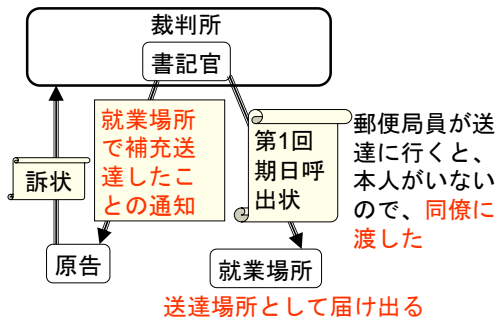 裁判所
書記官
就業場所
で補充送
達したこ
との通知
第1回
期日呼
出状
郵便局員が送
達に行くと、
本人がいない
ので、同僚に
渡した
訴状
原告
就業場所
送達場所として届け出る